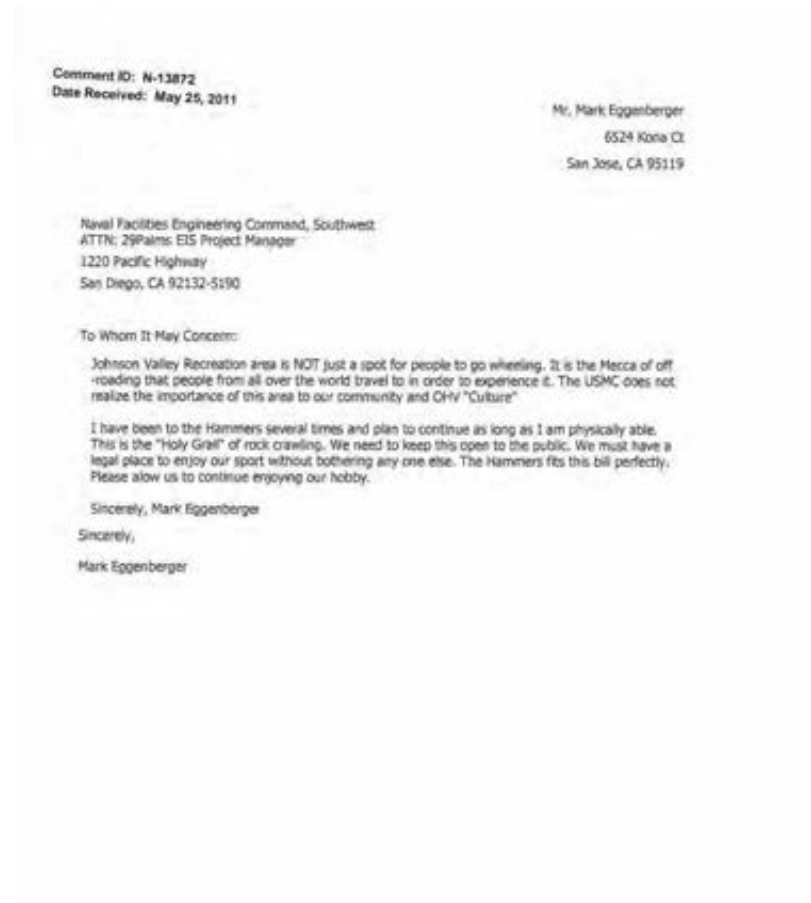 Comment ID: N-13872
Date Received: May 25, 2011
Mr. Mark Eggenberger
6524 Kona Ct
San Jose, CA 95119
Naval Facilities Engineering Command, Southwest
ATTN: 29Palms EIS Project Manager
1220 Pacific Highway
San Diego, CA 92132-5190
To Whom It May Concern:
Johnson Valley Recreation area is NOT just a spot for people to go wheeling. It is the Mecca of off
-roading that people from all over the world travel to in order to experience it. The USMC does not
realize the importance of this area to our community and OHV "Culture"
I have been to the Hammers several times and plan to continue as long as I am physically able.
This is the "Holy Grail" of rock crawling. We need to keep this open to the public. We must have a
legal place to enjoy our sport without bothering any one else. The Hammers fits this bill perfectly.
Please alow us to continue enjoying our hobby.
Sincerely, Mark Eggenberger
Sincerely,
Mark Eggenberger